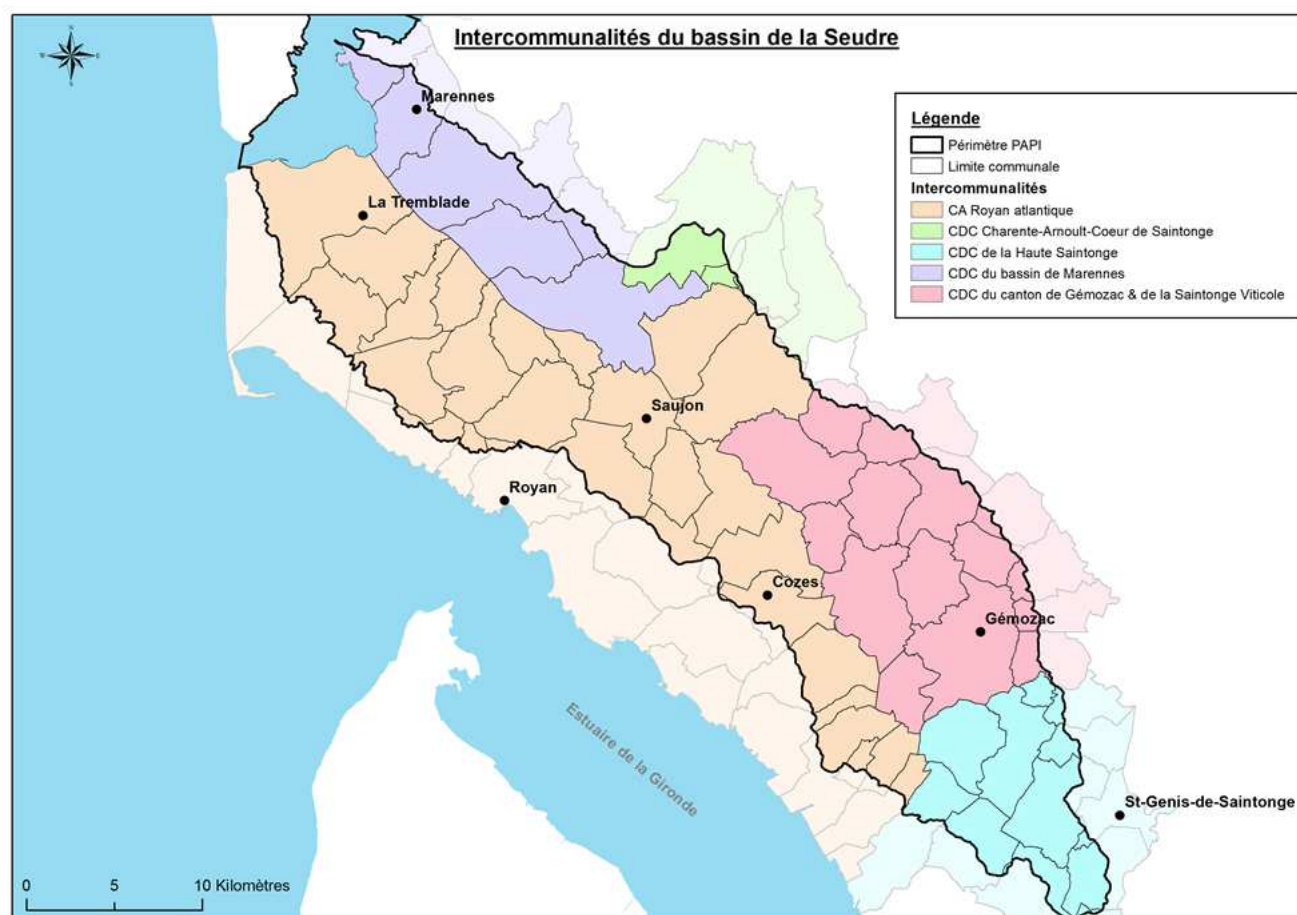 Intercommunalités du bassin de la Seudre
N
W
E
S
Marennes
Légende
Périmètre PAPI
Limite communale
Intercommunalités
CA Royan atlantique
CDC Charente-Arnoult-Coeur de Saintonge
CDC de la Haute Saintonge
CDC du bassin de Marennes
CDC du canton de Gémozac & de la Saintonge Viticole
La Tremblade
Saujon
Royan
Cozes
Gémozac
Estuaire de la Gironde
St-Genis-de-Saintonge
0 5 10 Kilomètres